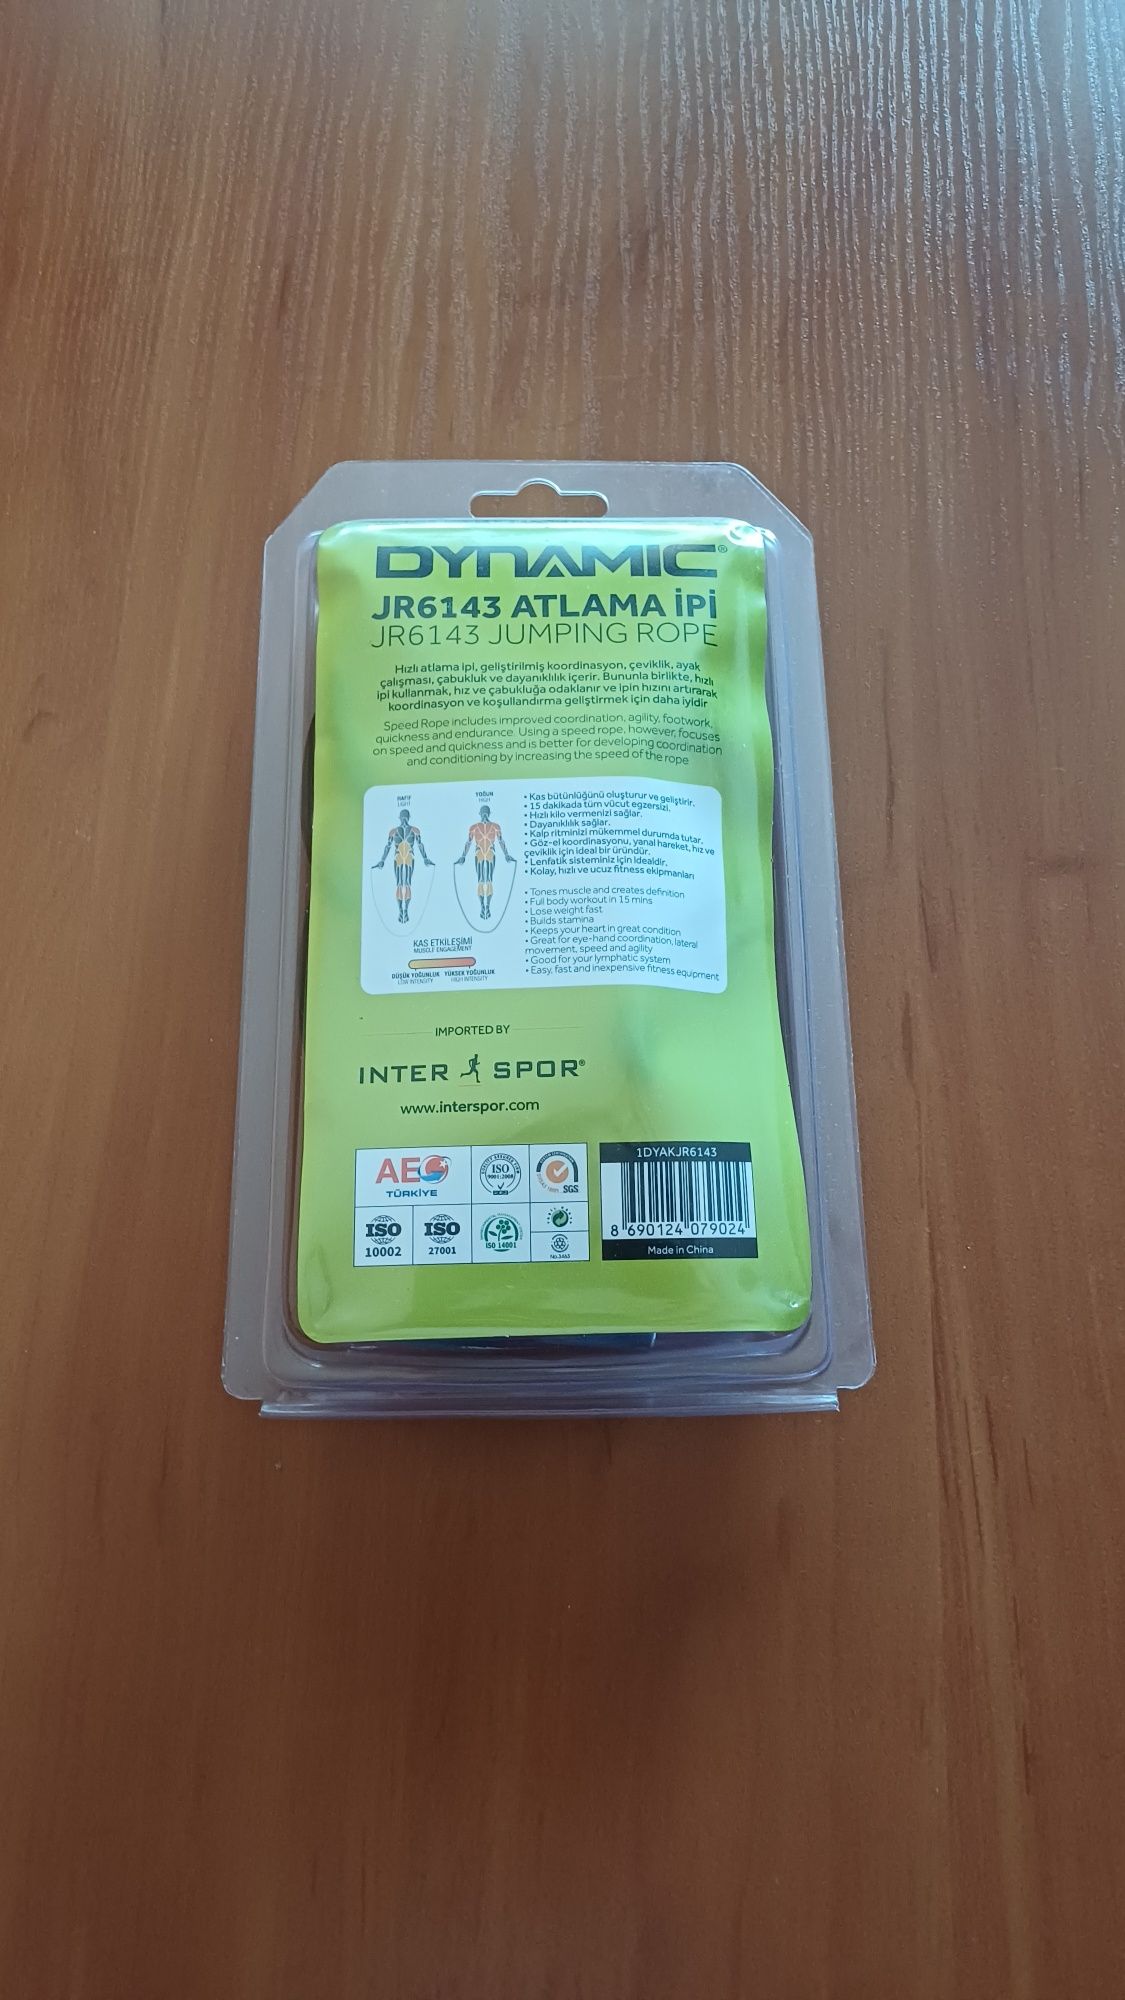 DYNAMIC®
JR6143 ATLAMA İPİ
JR6143 JUMPING ROPE
Hızlı atlama ipi, geliştirilmiş koordinasyon, çeviklik, ayak
çalışması, çabukluk ve dayanıklılık içerir. Bununla birlikte, hızlı
ipi kullanmak, hız ve çabukluğa odaklanır ve ipin hızını artırarak
koordinasyon ve koşullandırma geliştirmek için daha iyidir
Speed Rope includes improved coordination, agility, footwork,
quickness and endurance. Using a speed rope, however, focuses
on speed and quickness and is better for developing coordination
and conditioning by increasing the speed of the rope
HAFİF
LIGHT
YOĞUN
HIGH
KAS ETKİLEŞİMİ
MUSCLE ENGAGEMENT
DÜŞÜK YOĞUNLUK YÜKSEK YOĞUNLUK
LOW INTENSITY HIGH INTENSITY
• Kas bütünlüğünü oluşturur ve geliştirir.
• 15 dakikada tüm vücut egzersizi.
• Hızlı kilo vermenizi sağlar.
• Dayanıklılık sağlar.
• Kalp ritminizi mükemmel durumda tutar.
• Göz-el koordinasyonu, yanal hareket, hız ve
çeviklik için ideal bir üründür.
• Lenfatik sisteminiz için idealdir.
• Kolay, hızlı ve ucuz fitness ekipmanları
• Tones muscle and creates definition
• Full body workout in 15 mins
• Lose weight fast
• Builds stamina
• Keeps your heart in great condition
• Great for eye-hand coordination, lateral
movement, speed and agility
• Good for your lymphatic system
• Easy, fast and inexpensive fitness equipment
IMPORTED BY
INTER SPOR®
www.interspor.com
AEO
TÜRKİYE
ISO
9001:2008
SGS
ISO
10002
ISO
27001
ISO 14001
1DYAKJR6143
8 690124 079024
Made in China